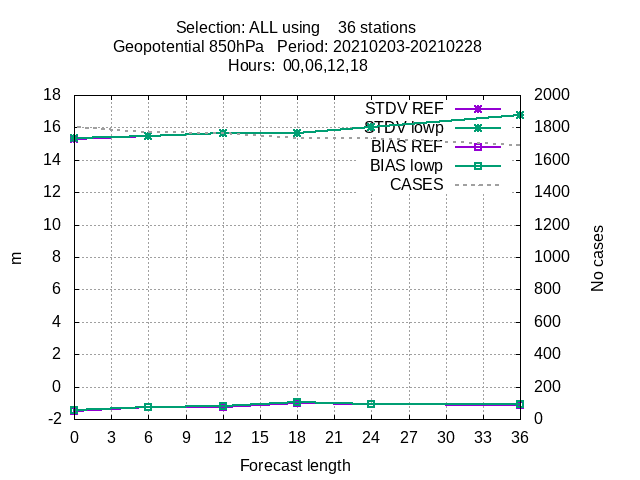 Selection: ALL using    36 stations
Geopotential 850hPa   Period: 20210203-20210228
Hours:  00,06,12,18
18
16
14
12
10
8
6
4
2
0
-2
m
2000
1800
1600
1400
1200
1000
800
600
400
200
0
No cases
STDV REF
STDV lowp
BIAS REF
BIAS lowp
CASES
0 3 6 9 12 15 18 21 24 27 30 33 36
Forecast length